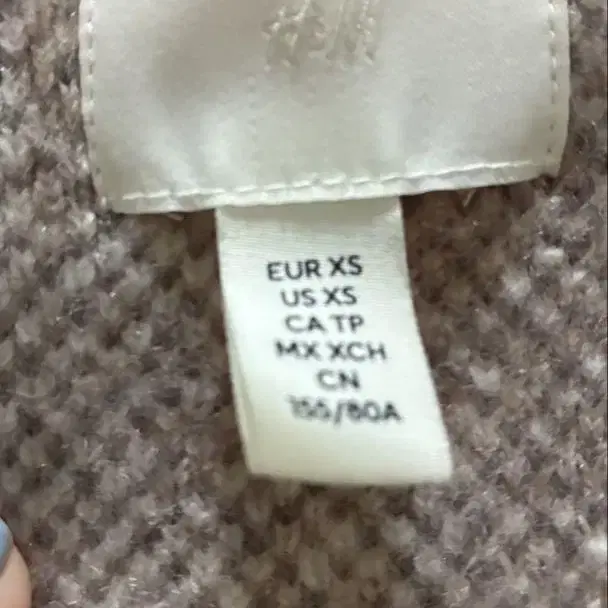 EUR XS
US XS
CA TP
MX XCH
CN
155/80A